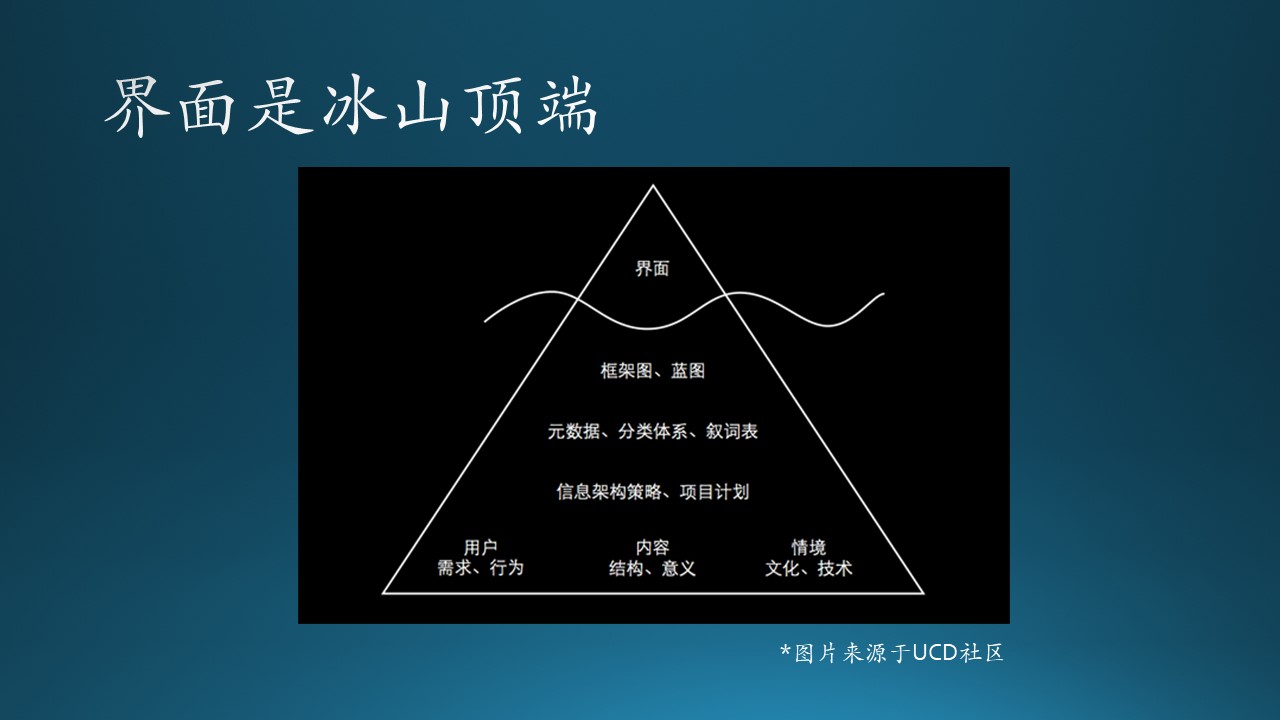 界面是冰山顶端
界面
框架图、蓝图
元数据、分类体系、叙词表
信息架构策略、项目计划
用户 内容 情境
需求、行为 结构、意义 文化、技术
*图片来源于UCD社区